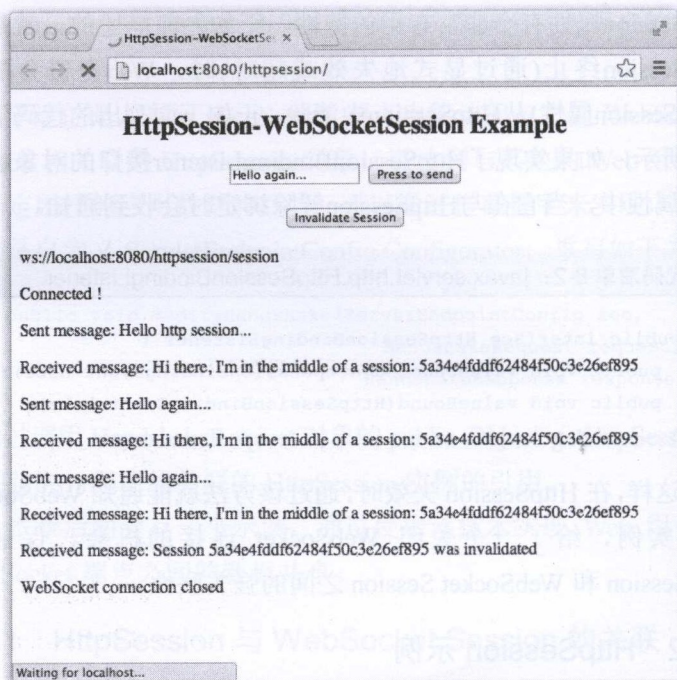 HttpSession-WebSocketSe
localhost:8080/httpsession/
HttpSession-WebSocketSession Example
Hello again... Press to send
Invalidate Session
ws://localhost:8080/httpsession/session
Connected !
Sent message: Hello http session...
Received message: Hi there, I'm in the middle of a session: 5a34e4fddf62484f50c3e26ef895
Sent message: Hello again...
Received message: Hi there, I'm in the middle of a session: 5a34e4fddf62484f50c3e26ef895
Sent message: Hello again...
Received message: Hi there, I'm in the middle of a session: 5a34e4fddf62484f50c3e26ef895
Received message: Session 5a34e4fddf62484f50c3e26ef895 was invalidated
WebSocket connection closed
Waiting for localhost...